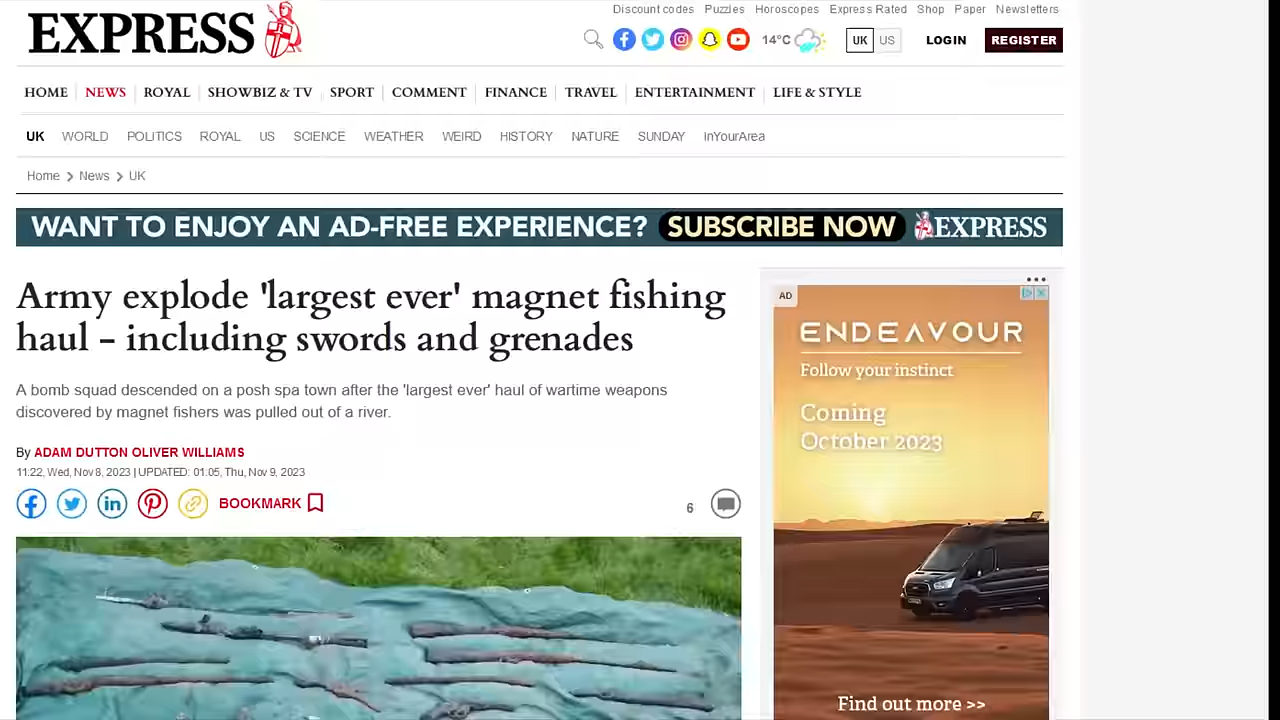 EXPRESS
Discount codes Puzzles Horoscopes Express Rated Shop Paper Newsletters
14°C UK US LOGIN REGISTER
HOME NEWS ROYAL SHOWBIZ & TV SPORT COMMENT FINANCE TRAVEL ENTERTAINMENT LIFE & STYLE
UK WORLD POLITICS ROYAL US SCIENCE WEATHER WEIRD HISTORY NATURE SUNDAY InYourArea
Home > News > UK
WANT TO ENJOY AN AD-FREE EXPERIENCE? SUBSCRIBE NOW EXPRESS
Army explode 'largest ever' magnet fishing
haul - including swords and grenades
A bomb squad descended on a posh spa town after the 'largest ever' haul of wartime weapons
discovered by magnet fishers was pulled out of a river.
By ADAM DUTTON OLIVER WILLIAMS
11:22, Wed, Nov 8, 2023 | UPDATED: 01:05, Thu, Nov 9, 2023
BOOKMARK 6
AD
ENDEAVOUR
Follow your instinct
Coming
October 2023
Find out more >>